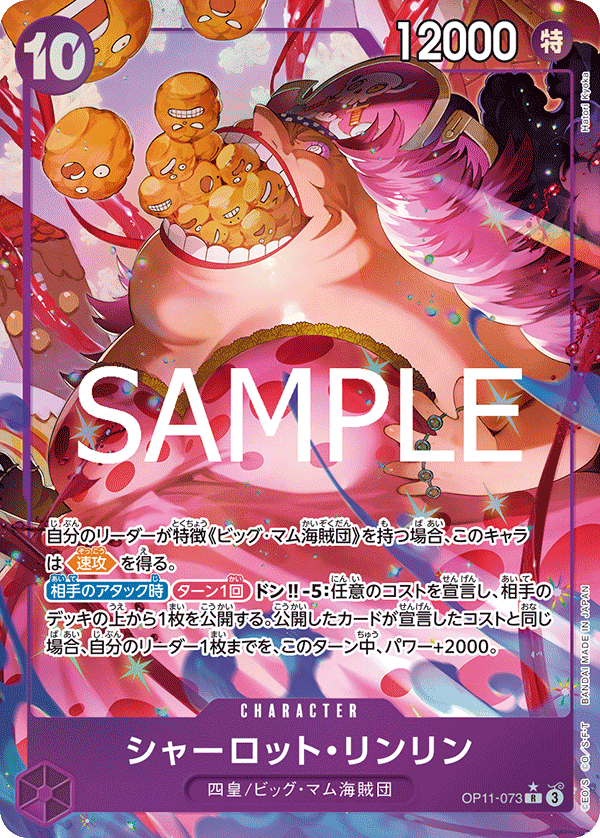 10
12000 特
Hatori Kyoka
SAMPLE
自分のリーダーが特徴《ビッグ・マム海賊団》を持つ場合、このキャラ
は 速攻 を得る。
相手のアタック時 ターン1回 ドン!!-5:任意のコストを宣言し、相手の
デッキの上から1枚を公開する。公開したカードが宣言したコストと同じ
場合、自分のリーダー1枚までを、このターン中、パワー+2000。
CHARACTER
シャーロット・リンリン
四皇/ビッグ・マム海賊団
OP11-073 R 3
BANDAI MADE IN JAPAN